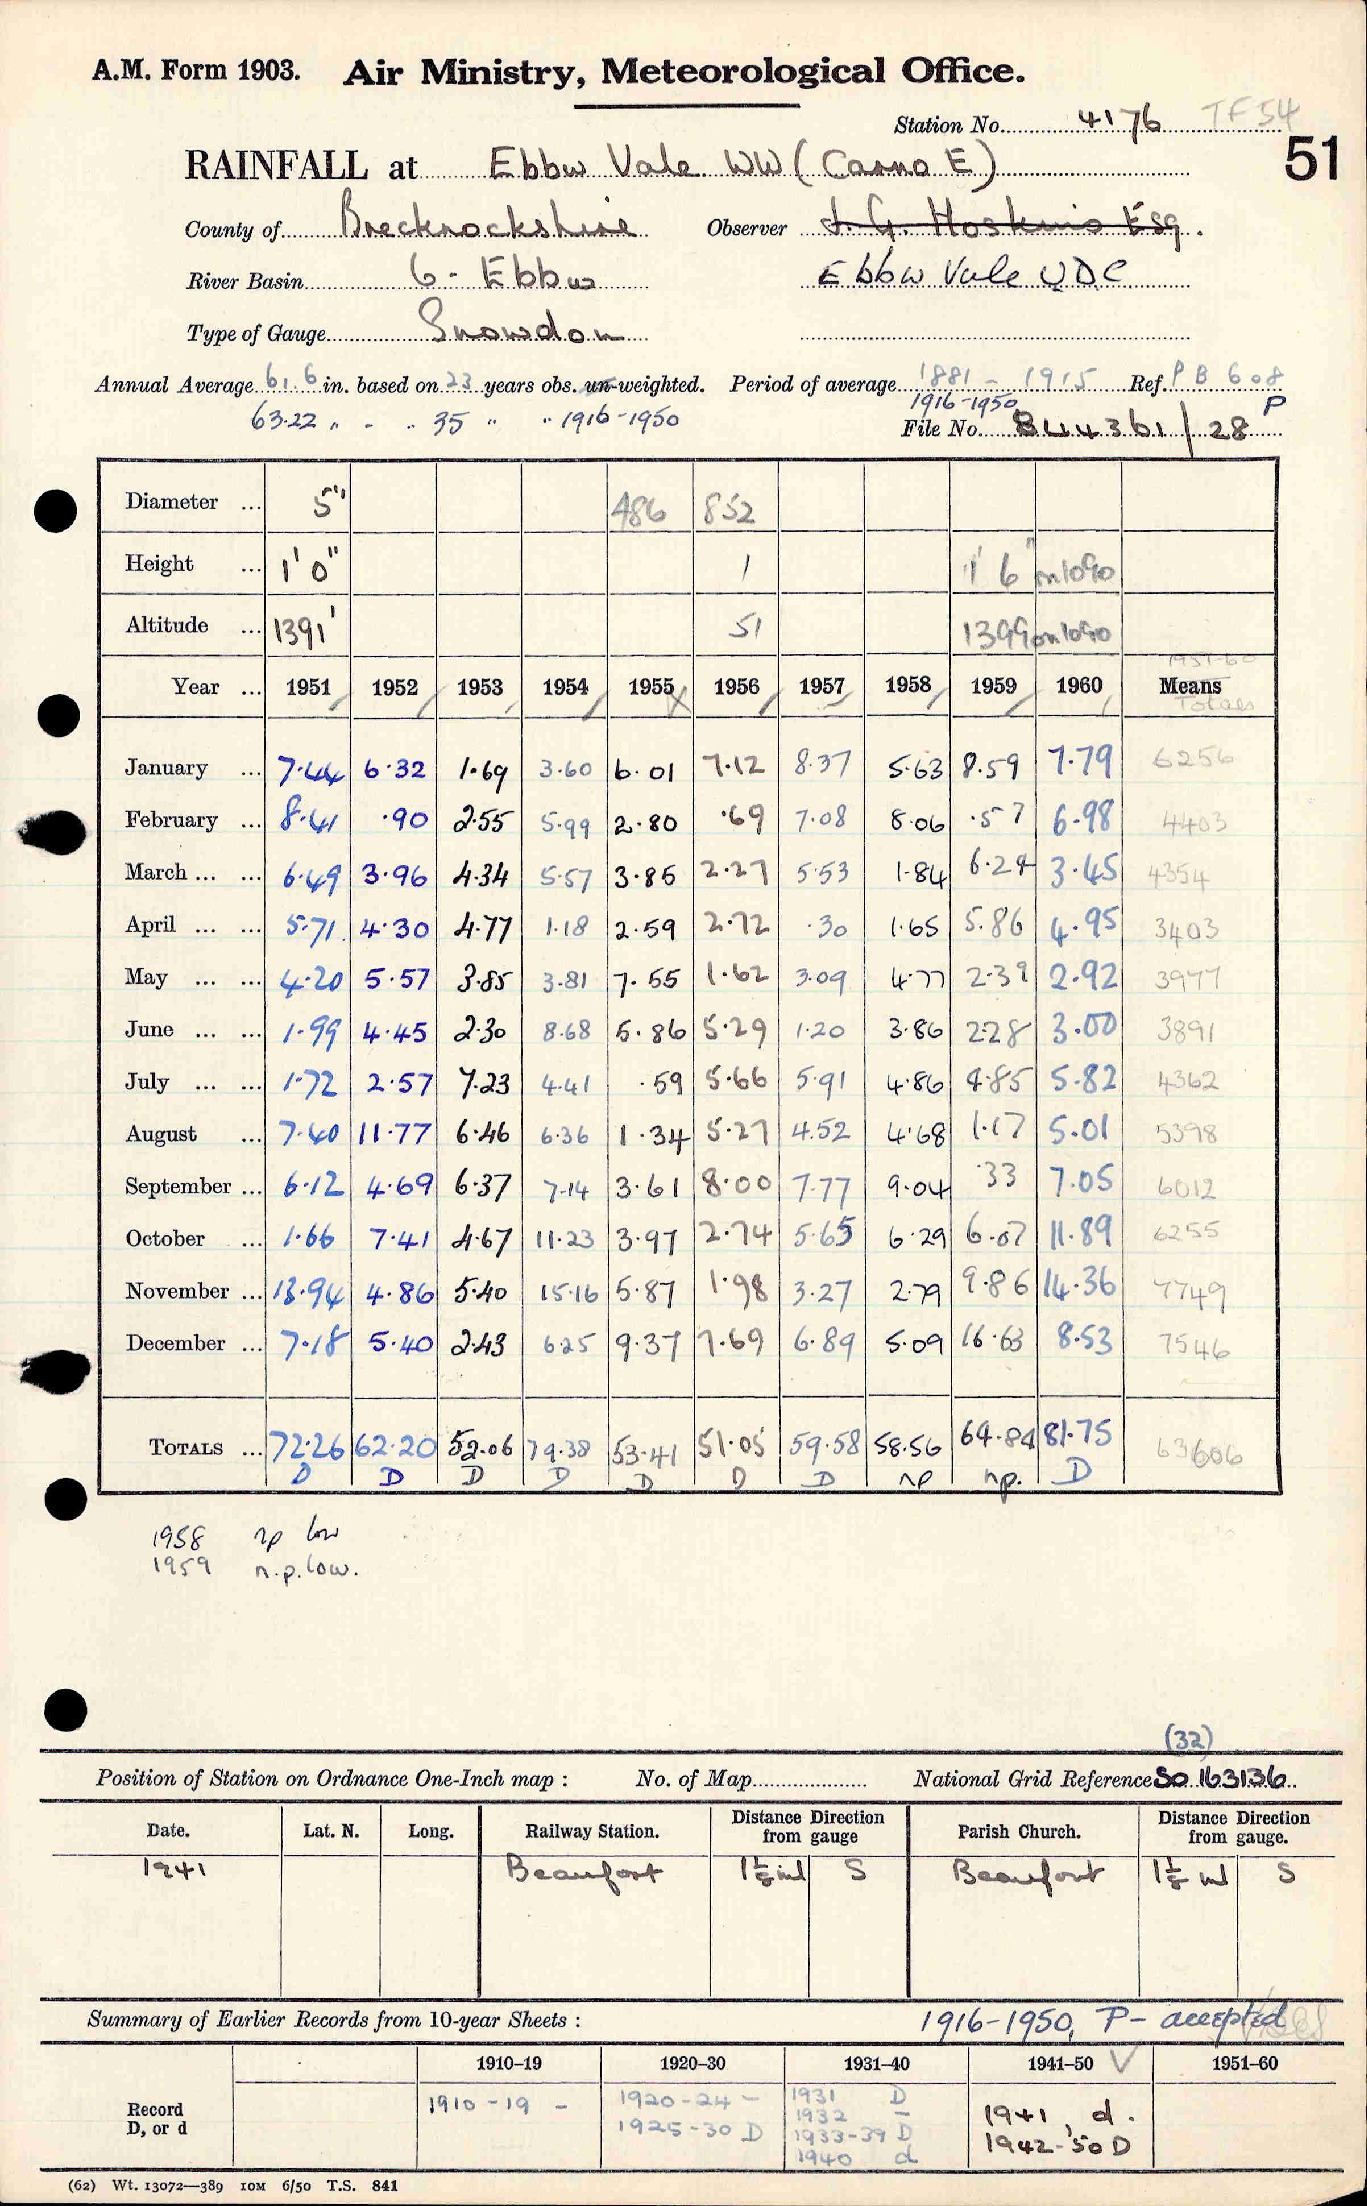 A.M. Form 1903. Air Ministry, Meteorological Office.
Station No. 4176 TF54
51
RAINFALL at Ebbw Vale WW (Carno E)
County of Brecknockshire Observer J. G. Hoskins Esq.
River Basin 6 - Ebbw Ebbw Vale UDC
Type of Gauge Snowdon
Annual Average 61.6 in. based on 23 years obs. un-weighted. Period of average 1881 - 1915 Ref. PB 608
1916-1950 P
63.22 " - " 35 " " 1916-1950 File No. 844361/28
Diameter ... 5" 486 852
Height ... 1' 0" 1 1' 6" on 1090
Altitude ... 1391' 51 1399 on 1090
1951-60
Year ... 1951 1952 1953 1954 1955 1956 1957 1958 1959 1960 Means
Totals
January ... 7.44 6.32 1.69 3.60 6.01 7.12 8.37 5.63 8.59 7.79 6256
February ... 8.41 .90 2.55 5.99 2.80 .69 7.08 8.06 .57 6.98 4403
March ... ... 6.49 3.96 4.34 5.57 3.85 2.27 5.53 1.84 6.24 3.45 4354
April ... ... 5.71 4.30 4.77 1.18 2.59 2.72 .30 1.65 5.86 4.95 3403
May ... ... 4.20 5.57 3.85 3.81 7.55 1.62 3.09 4.77 2.39 2.92 3977
June ... ... 1.99 4.45 2.30 8.68 5.86 5.29 1.20 3.86 2.28 3.00 3891
July ... ... 1.72 2.57 7.23 4.41 .59 5.66 5.91 4.86 4.85 5.82 4362
August ... 7.40 11.77 6.46 6.36 1.34 5.27 4.52 4.68 1.17 5.01 5398
September ... 6.12 4.69 6.37 7.14 3.61 8.00 7.77 9.04 .33 7.05 6012
October ... 1.66 7.41 4.67 11.23 3.97 2.74 5.65 6.29 6.07 11.89 6255
November ... 13.94 4.86 5.40 15.16 5.87 1.98 3.27 2.79 9.86 14.36 7749
December ... 7.18 5.40 2.43 6.25 9.37 7.69 6.89 5.09 16.63 8.53 7546
TOTALS ... 72.26 62.20 52.06 79.38 53.41 51.05 59.58 58.56 64.84 81.75 63606
D D D D D D D np n.p. D
1958 np low
1959 n.p. low.
(32)
Position of Station on Ordnance One-Inch map : No. of Map National Grid Reference SO 163136
Date. Lat. N. Long. Railway Station. Distance Direction from gauge Parish Church. Distance Direction from gauge.
1941 Beaufort 1½ ml S Beaufort 1½ ml S
Summary of Earlier Records from 10-year Sheets : 1916-1950, P - accepted
1910–19 1920–30 1931–40 1941–50 1951–60
Record D, or d
1910-19 -
1920-24 -
1925-30 D
1931 D
1932 -
1933-39 D
1940 d
1941, d.
1942-'50 D
(62) Wt. 13072—389 10M 6/50 T.S. 841